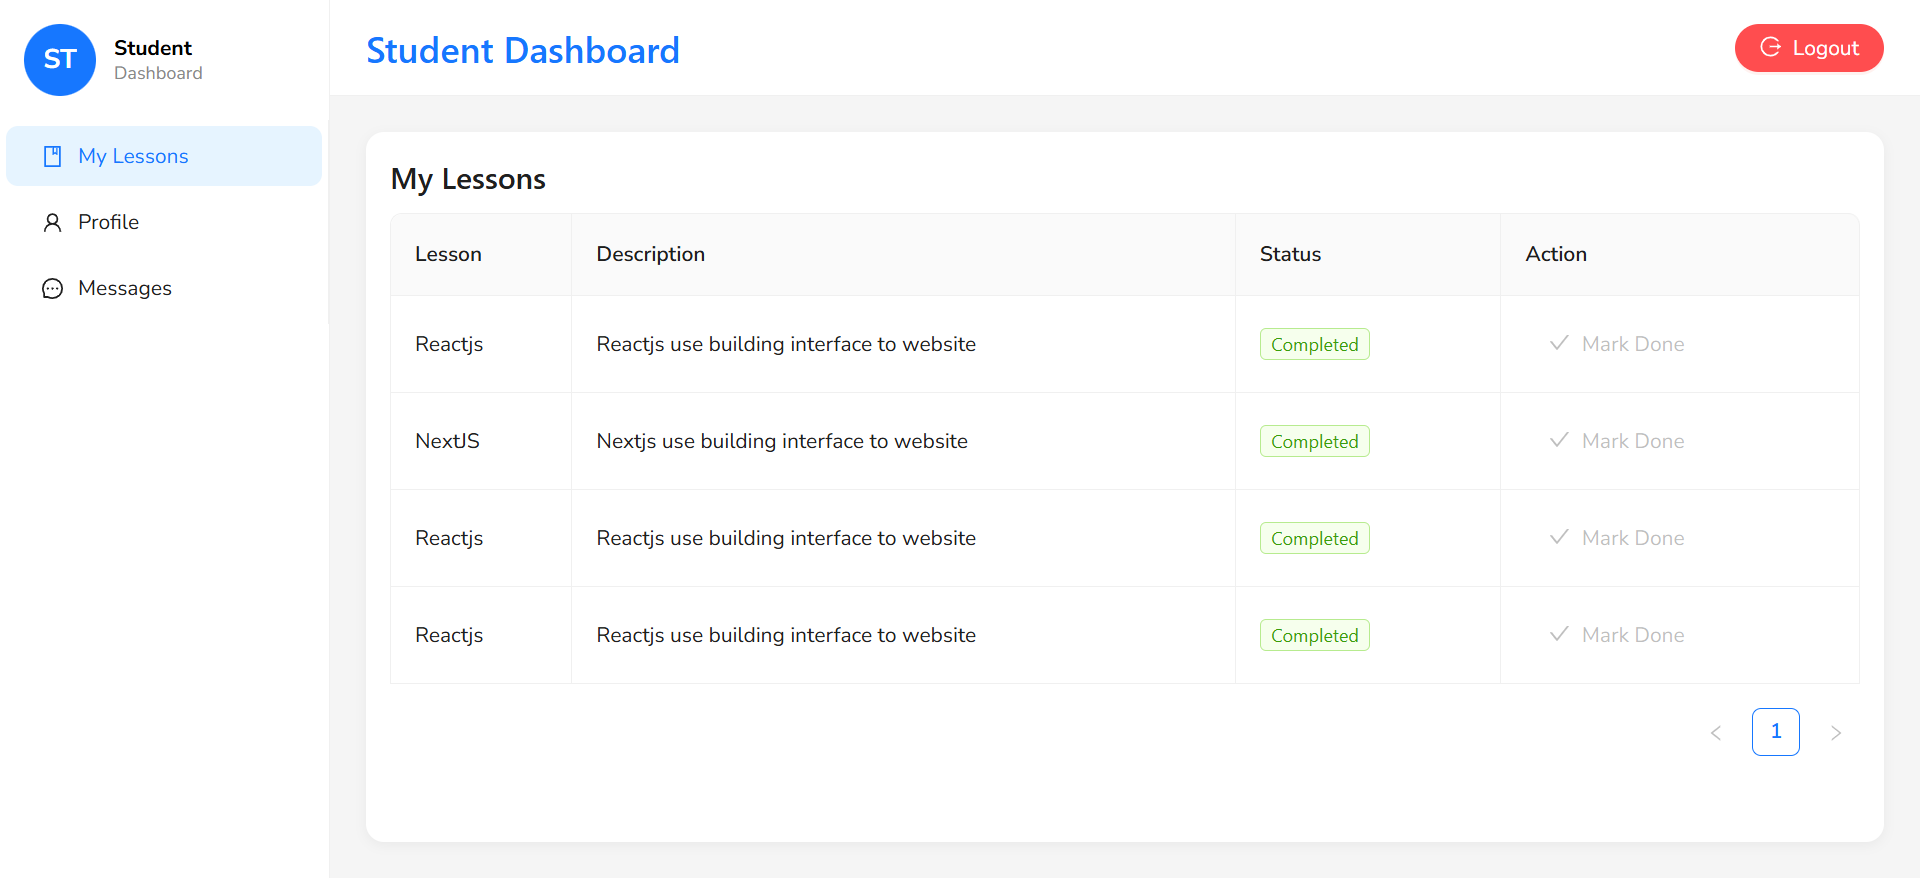 ST
Student
Dashboard
My Lessons
Profile
Messages
Student Dashboard
Logout
My Lessons
Lesson Description Status Action
Reactjs Reactjs use building interface to website Completed Mark Done
NextJS Nextjs use building interface to website Completed Mark Done
Reactjs Reactjs use building interface to website Completed Mark Done
Reactjs Reactjs use building interface to website Completed Mark Done
1